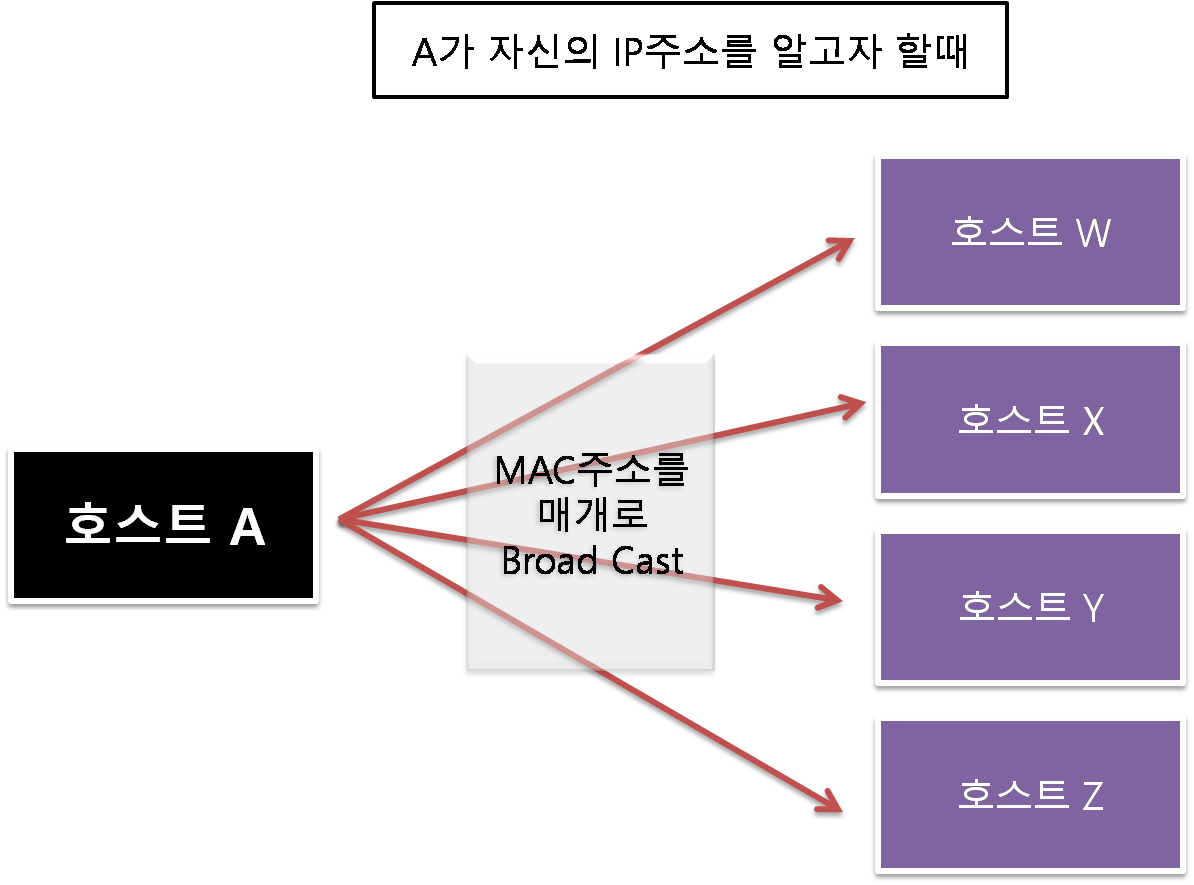 A가 자신의 IP주소를 알고자 할때
호스트 W
호스트 X
MAC주소를
매개로
Broad Cast
호스트 A
호스트 Y
호스트 Z